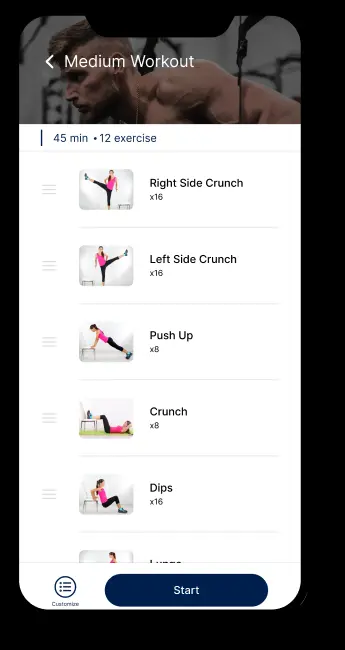 Medium Workout
45 min • 12 exercise
Right Side Crunch
x16
Left Side Crunch
x16
Push Up
x8
Crunch
x8
Dips
x16
Customize
Start